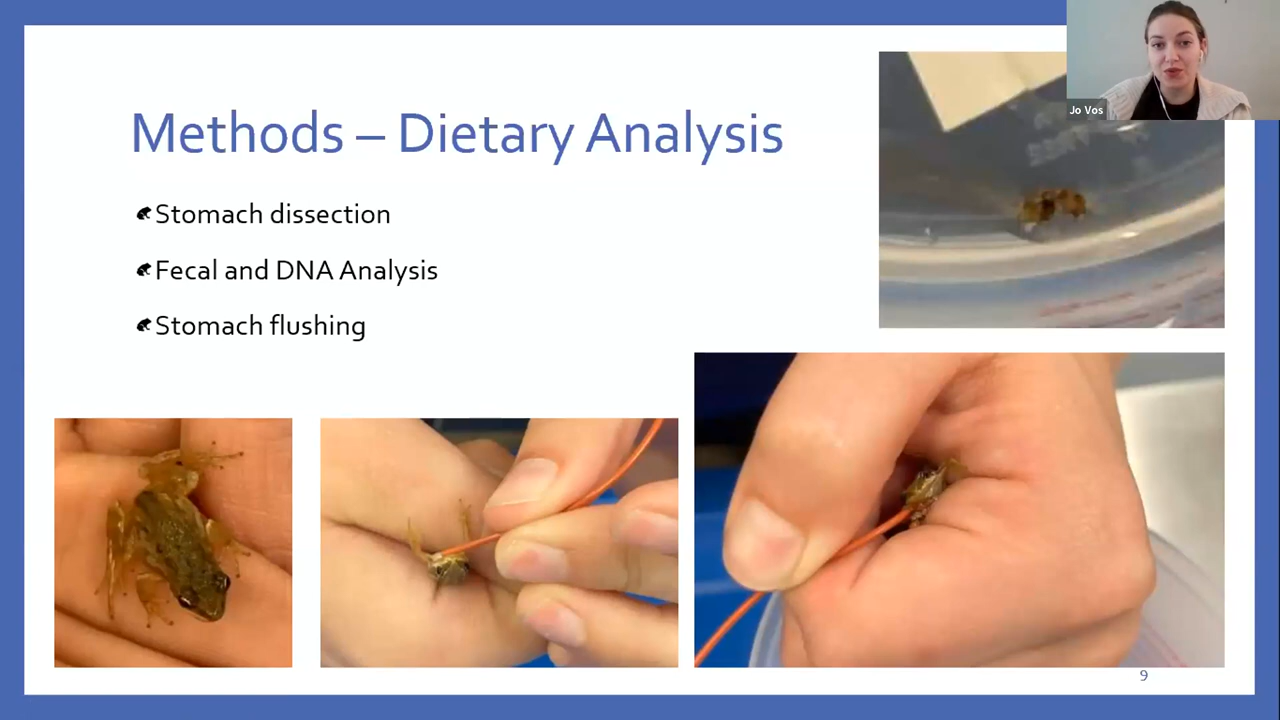 Jo Vos
Methods – Dietary Analysis
Stomach dissection
Fecal and DNA Analysis
Stomach flushing
9